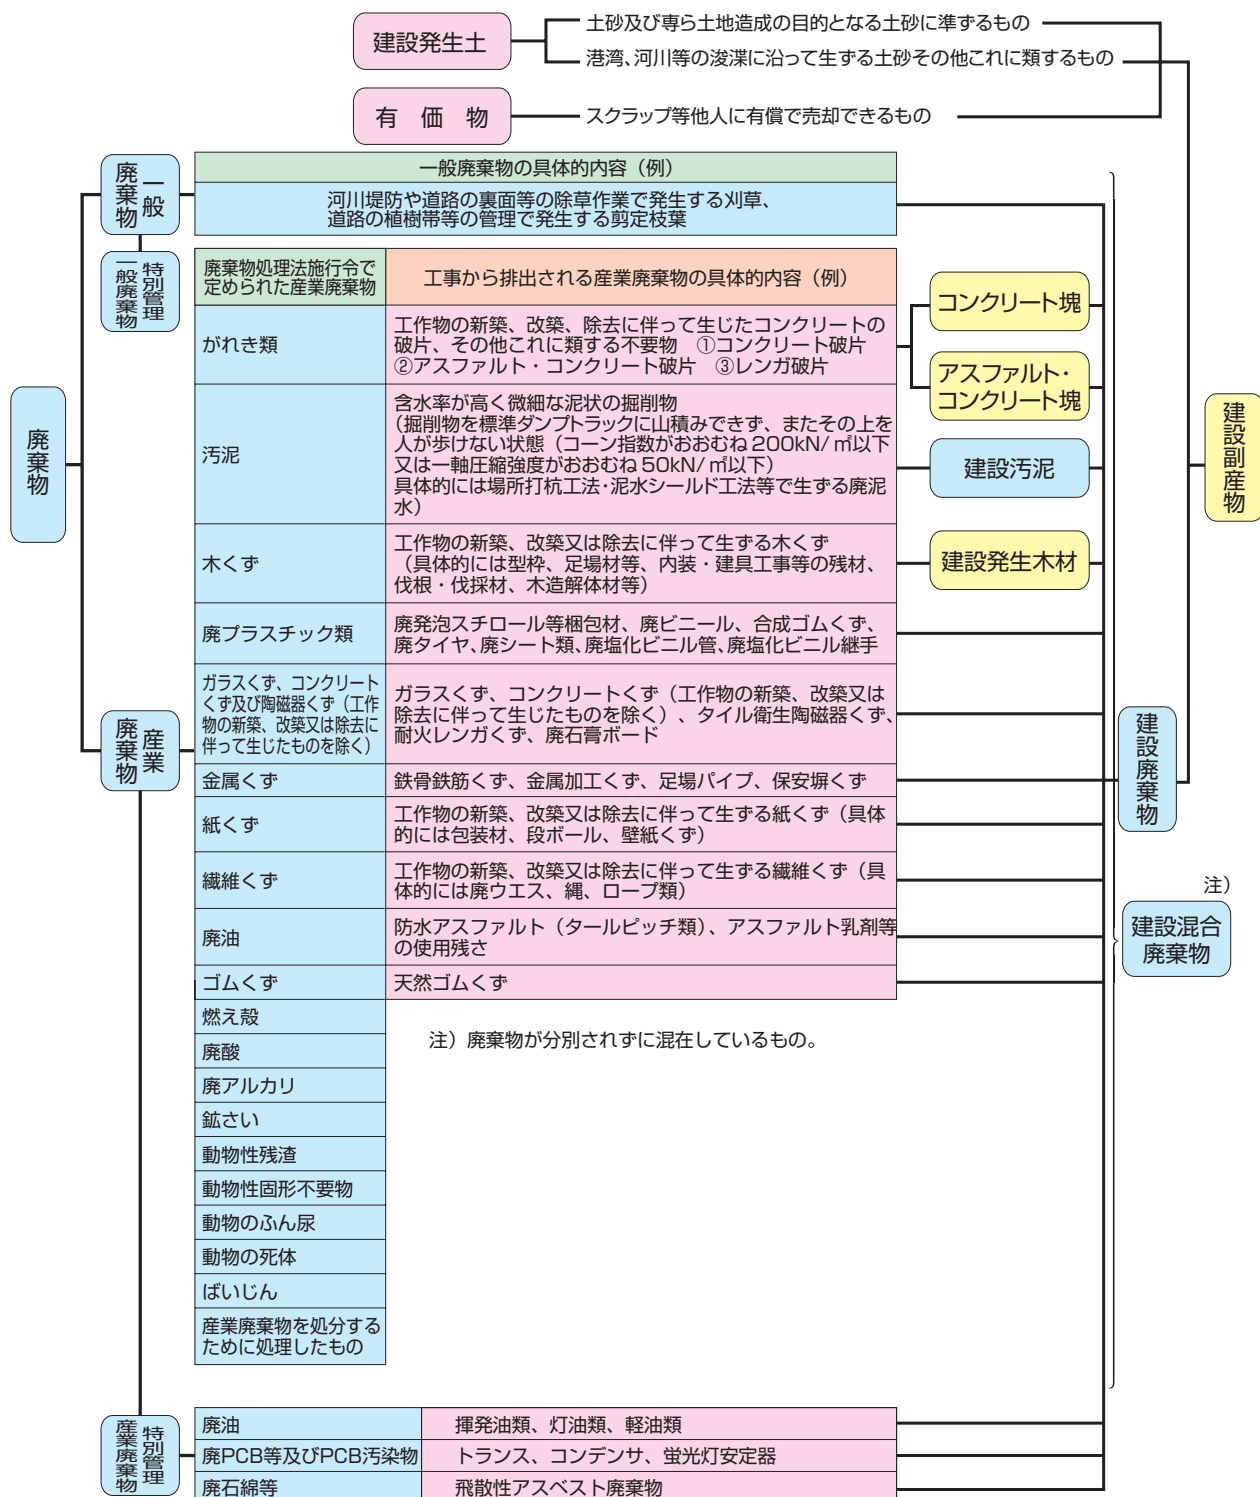 建設発生土
土砂及び専ら土地造成の目的となる土砂に準ずるもの
港湾、河川等の浚渫に沿って生ずる土砂その他これに類するもの
有価物
スクラップ等他人に有償で売却できるもの
一般
廃棄物
一般廃棄物の具体的内容（例）
河川堤防や道路の裏面等の除草作業で発生する刈草、
道路の植樹帯等の管理で発生する剪定枝葉
特別管理
一般廃棄物
廃棄物処理法施行令で
定められた産業廃棄物
工事から排出される産業廃棄物の具体的内容（例）
がれき類
工作物の新築、改築、除去に伴って生じたコンクリートの
破片、その他これに類する不要物　①コンクリート破片
②アスファルト・コンクリート破片　③レンガ破片
コンクリート塊
アスファルト・
コンクリート塊
廃棄物
汚泥
含水率が高く微細な泥状の掘削物
（掘削物を標準ダンプトラックに山積みできず、またその上を
人が歩けない状態（コーン指数がおおむね200kN/㎡以下
又は一軸圧縮強度がおおむね50kN/㎡以下）
具体的には場所打杭工法・泥水シールド工法等で生ずる廃泥
水）
建設汚泥
建設副産物
木くず
工作物の新築、改築又は除去に伴って生ずる木くず
（具体的には型枠、足場材等、内装・建具工事等の残材、
伐根・伐採材、木造解体材等）
建設発生木材
廃プラスチック類
廃発泡スチロール等梱包材、廃ビニール、合成ゴムくず、
廃タイヤ、廃シート類、廃塩化ビニル管、廃塩化ビニル継手
ガラスくず、コンクリート
くず及び陶磁器くず（工作
物の新築、改築又は除去に
伴って生じたものを除く）
ガラスくず、コンクリートくず（工作物の新築、改築又は
除去に伴って生じたものを除く）、タイル衛生陶磁器くず、
耐火レンガくず、廃石膏ボード
産業
廃棄物
建設廃棄物
金属くず
鉄骨鉄筋くず、金属加工くず、足場パイプ、保安塀くず
紙くず
工作物の新築、改築又は除去に伴って生ずる紙くず（具体
的には包装材、段ボール、壁紙くず）
繊維くず
工作物の新築、改築又は除去に伴って生ずる繊維くず（具
体的には廃ウエス、縄、ロープ類）
注）
建設混合
廃棄物
廃油
防水アスファルト（タールピッチ類）、アスファルト乳剤等
の使用残さ
ゴムくず
天然ゴムくず
燃え殻
注）廃棄物が分別されずに混在しているもの。
廃酸
廃アルカリ
鉱さい
動物性残渣
動物性固形不要物
動物のふん尿
動物の死体
ばいじん
産業廃棄物を処分する
ために処理したもの
特別管理
産業廃棄物
廃油
揮発油類、灯油類、軽油類
廃PCB等及びPCB汚染物
トランス、コンデンサ、蛍光灯安定器
廃石綿等
飛散性アスベスト廃棄物